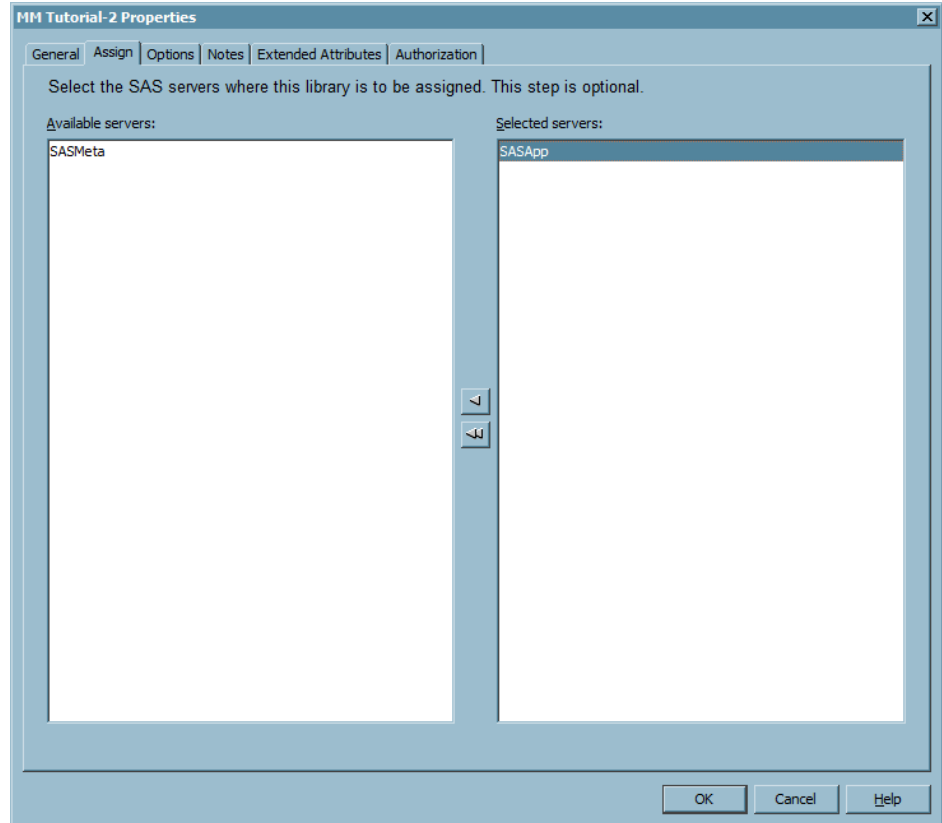 MM Tutorial-2 Properties
General Assign Options Notes Extended Attributes Authorization
Select the SAS servers where this library is to be assigned. This step is optional.
Available servers: Selected servers:
SASMeta SASApp
OK Cancel Help